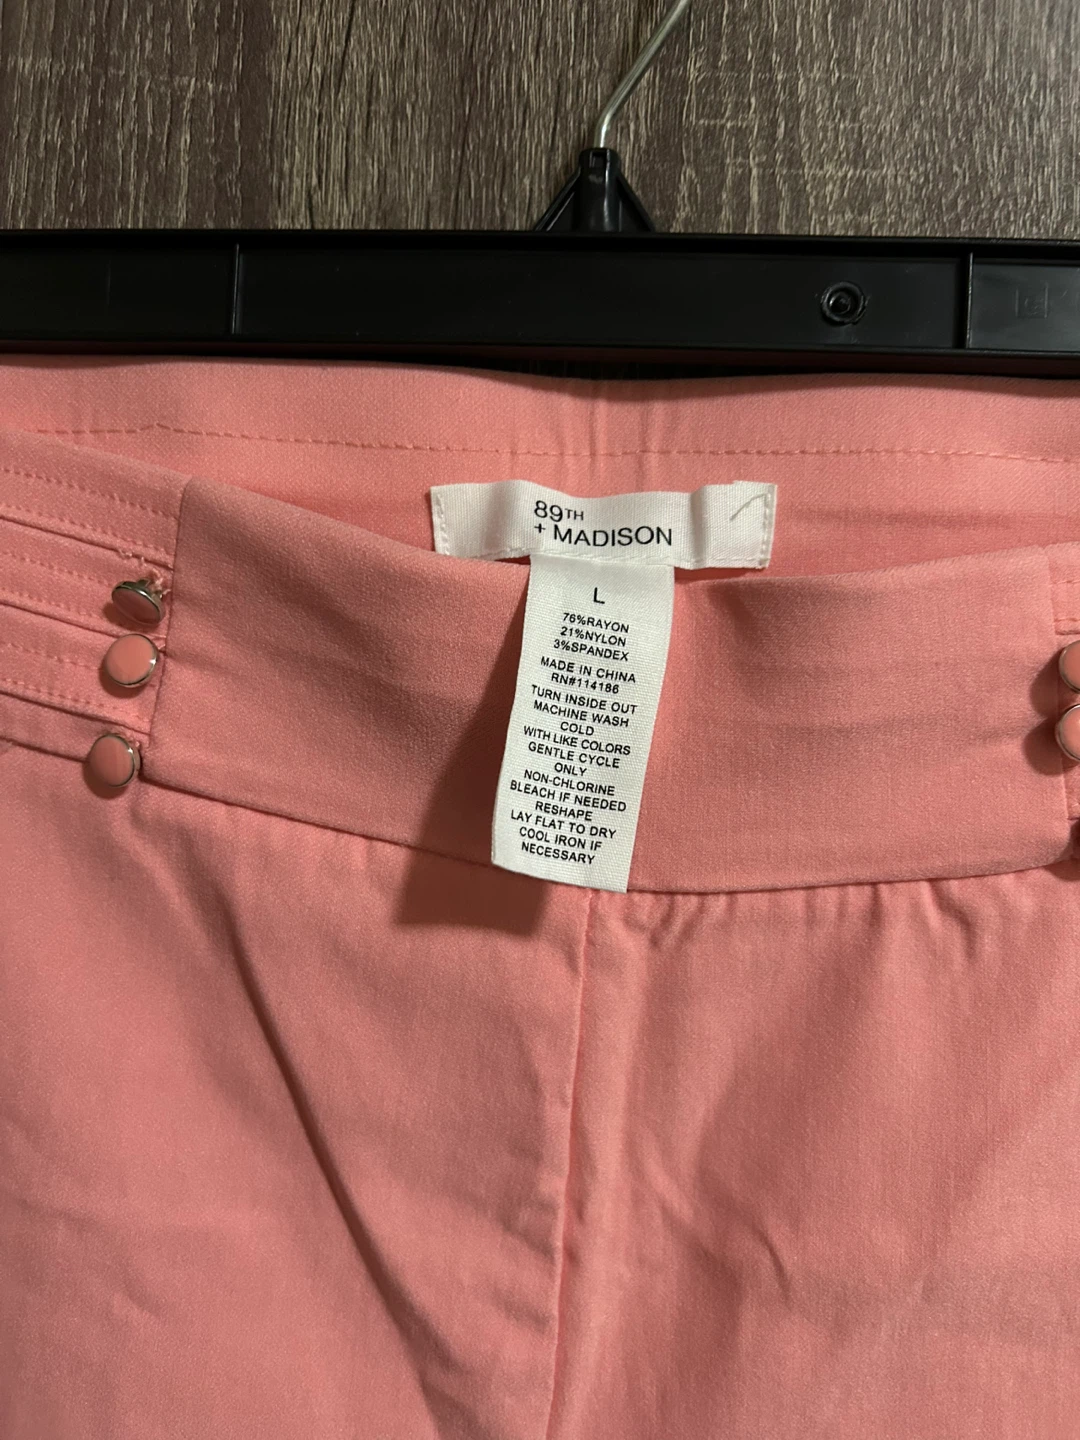 89TH
+ MADISON
L
76%RAYON
21%NYLON
3%SPANDEX
MADE IN CHINA
RN#114186
TURN INSIDE OUT
MACHINE WASH
COLD
WITH LIKE COLORS
GENTLE CYCLE
ONLY
NON-CHLORINE
BLEACH IF NEEDED
RESHAPE
LAY FLAT TO DRY
COOL IRON IF
NECESSARY